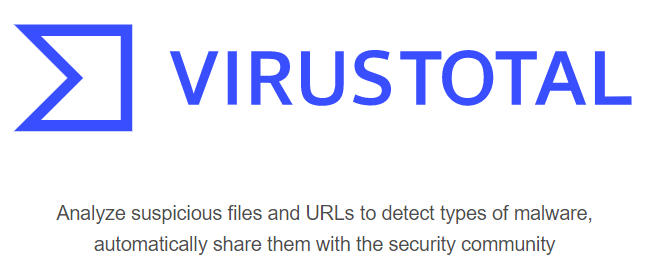 VIRUSTOTAL
Analyze suspicious files and URLs to detect types of malware,
automatically share them with the security community